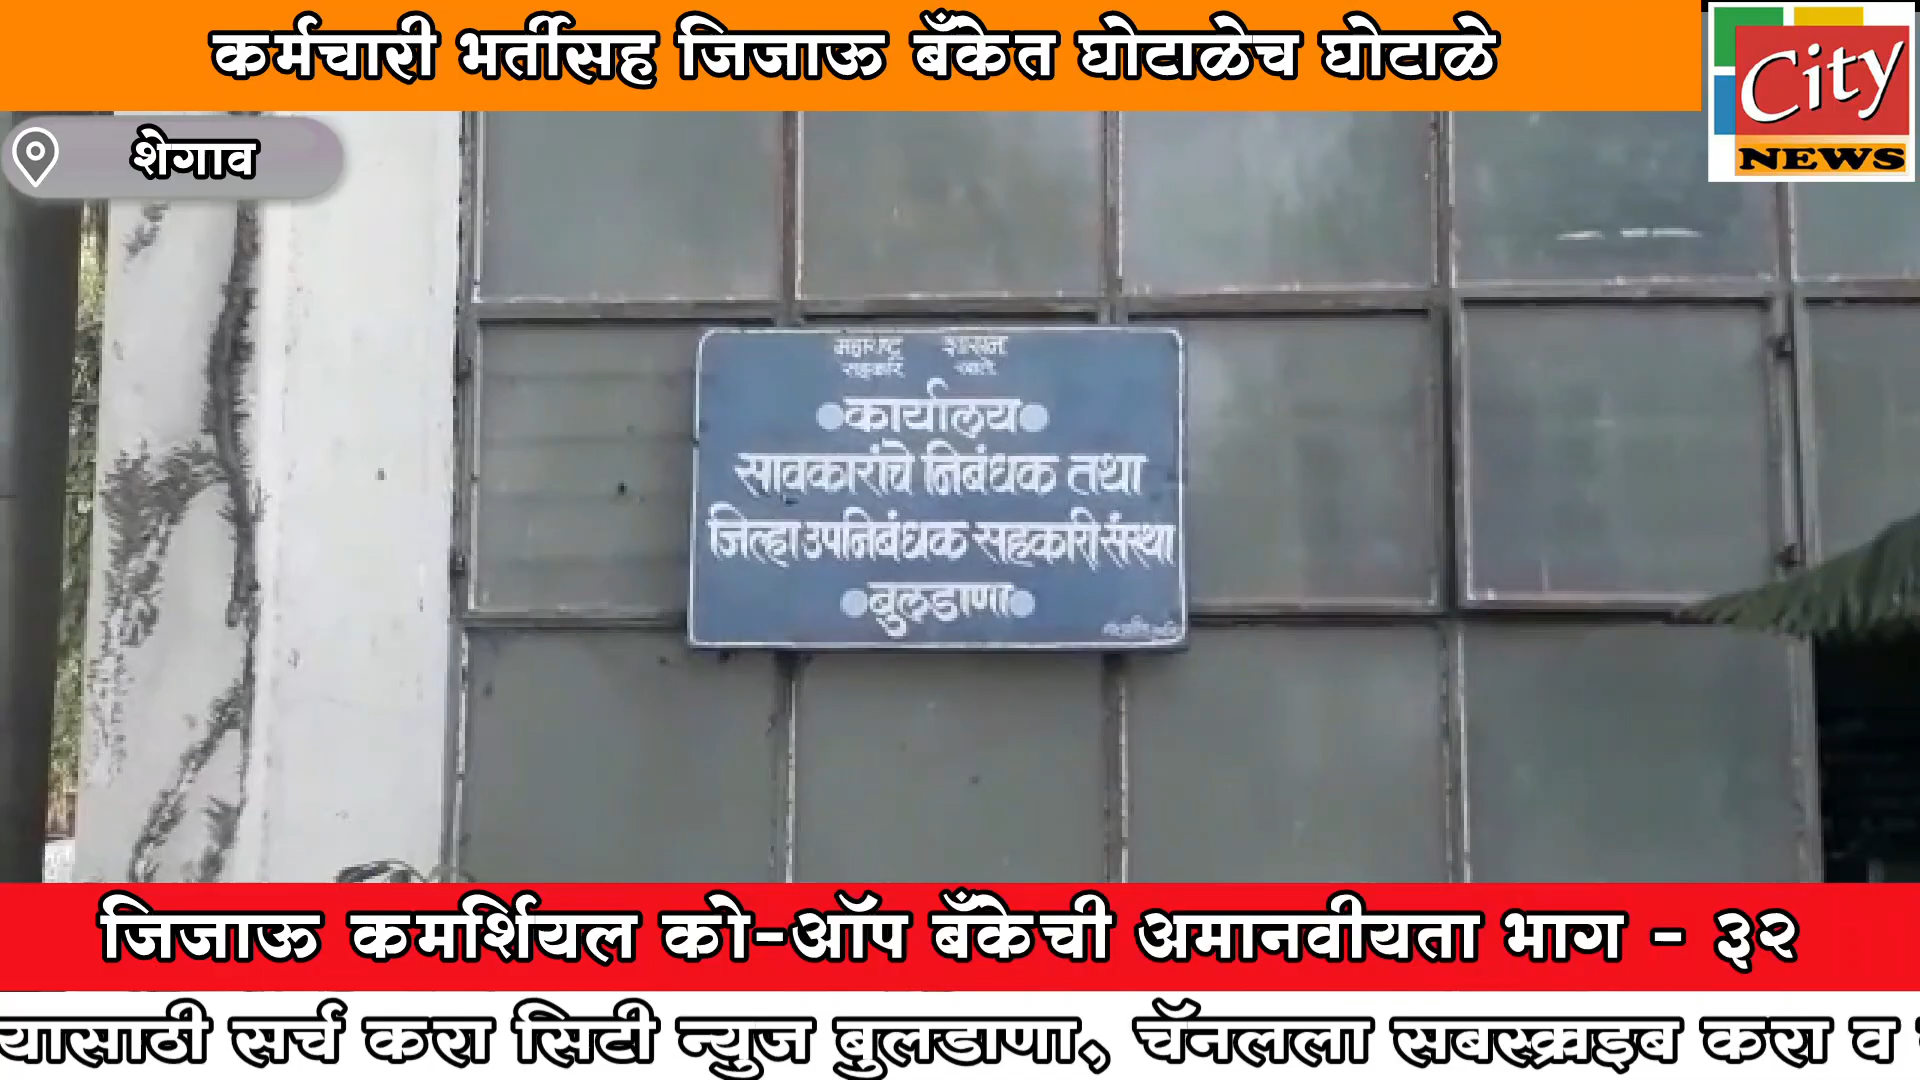 कर्मचारी भर्तीसह जिजाऊ बँकेत घोटाळेच घोटाळे
City
NEWS
शेगाव
महाराष्ट्र शासन
सहकार खाते
कार्यालय
सावकारांचे निबंधक तथा
जिल्हा उपनिबंधक सहकारी संस्था
बुलडाणा
जिजाऊ कमर्शियल को-ऑप बँकेची अमानवीयता भाग - ३२
यासाठी सर्च करा सिटी न्युज बुलडाणा, चॅनलला सबस्क्राइब करा व